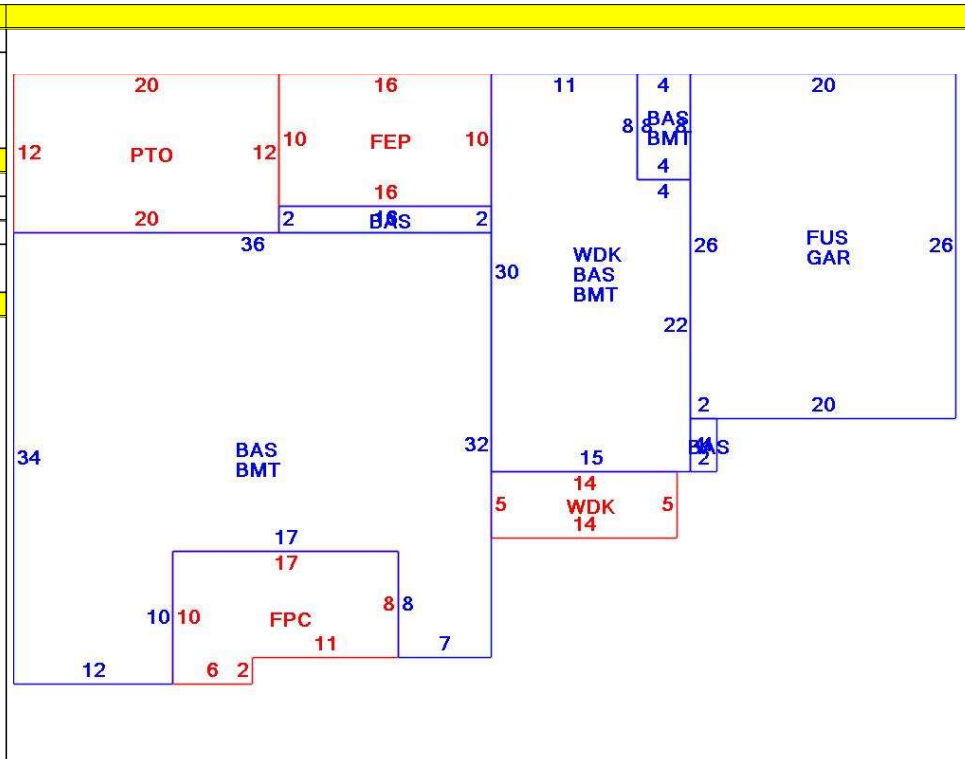 20 16 11 4 20
12 PTO 12 10 FEP 10 8 8 BAS 8
BMT
16 4
20 2 BAS 2 4
36
30 WDK 26 FUS 26
BAS GAR
BMT
22
2 20
34 BAS 32 15 BAS
BMT 2
14
5 WDK 5
14
17
17
10 10 FPC 8 8
11 7
12 6 2